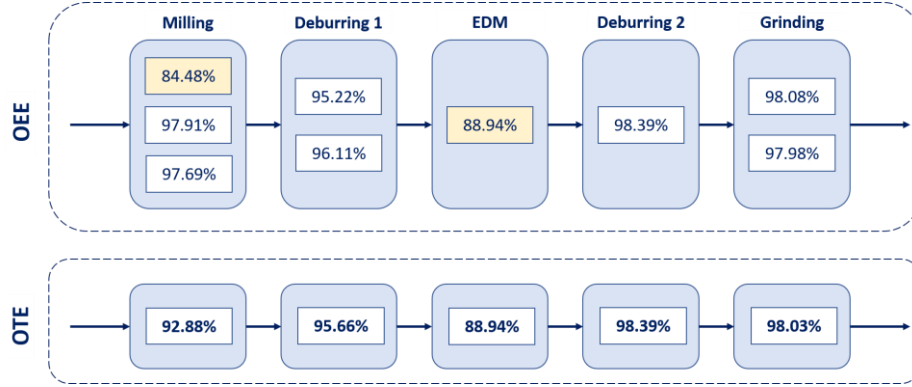 Milling
Deburring 1
EDM
Deburring 2
Grinding
OEE
84.48%
97.91%
97.69%
95.22%
96.11%
88.94%
98.39%
98.08%
97.98%
OTE
92.88%
95.66%
88.94%
98.39%
98.03%